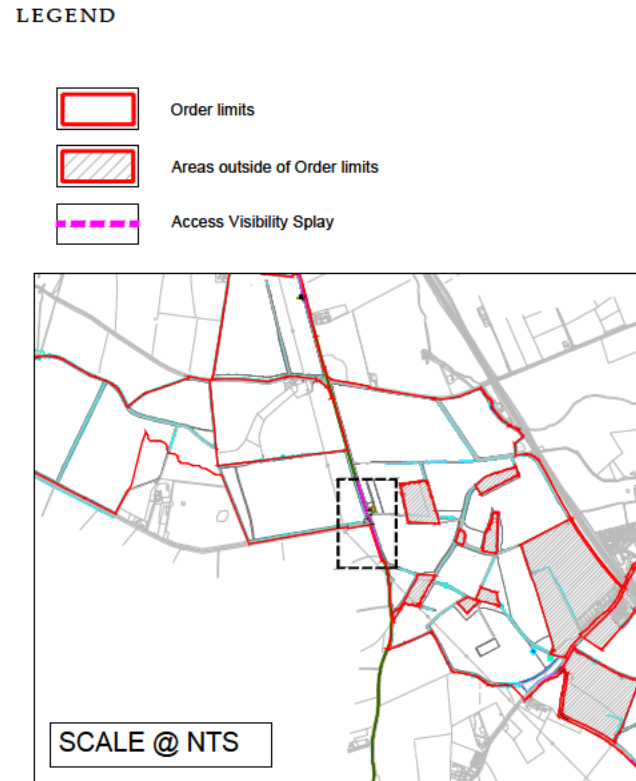 LEGEND
Order limits
Areas outside of Order limits
Access Visibility Splay
SCALE @ NTS